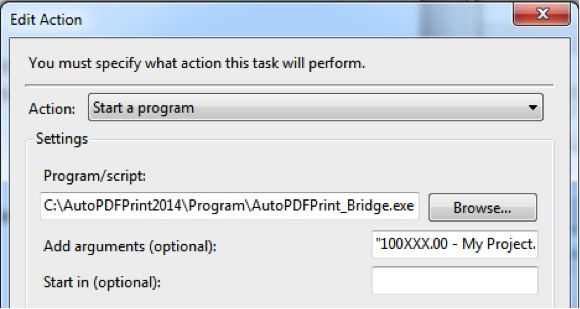 Edit Action
You must specify what action this task will perform.
Action: Start a program
Settings
Program/script:
C:\AutoPDFPrint2014\Program\AutoPDFPrint_Bridge.exe Browse...
Add arguments (optional): "100XXX.00 - My Project.
Start in (optional):